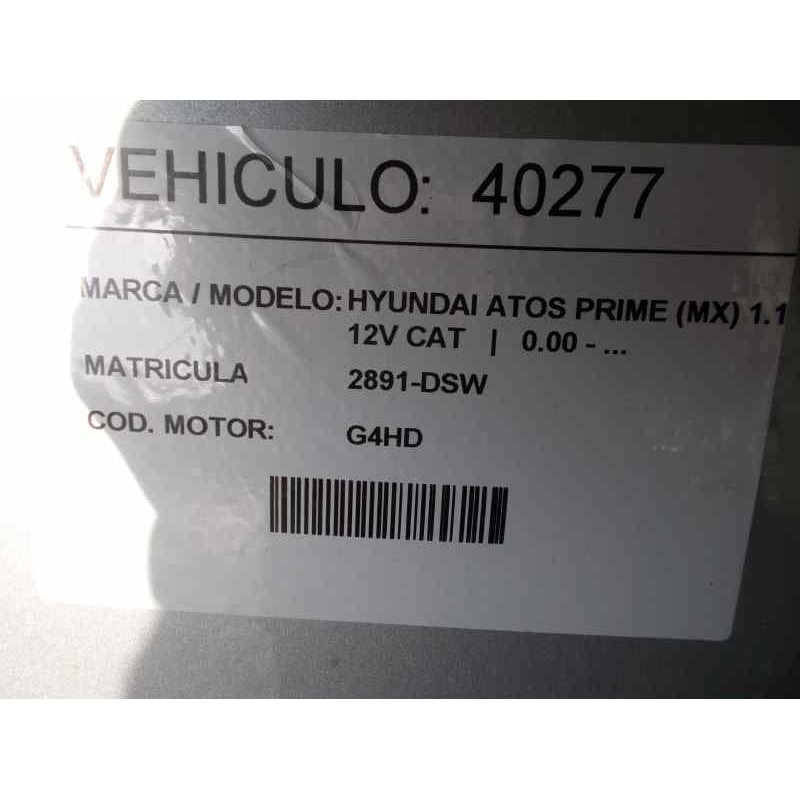 VEHICULO: 40277
MARCA / MODELO: HYUNDAI ATOS PRIME (MX) 1.1
12V CAT | 0.00 - ...
MATRICULA 2891-DSW
COD. MOTOR: G4HD